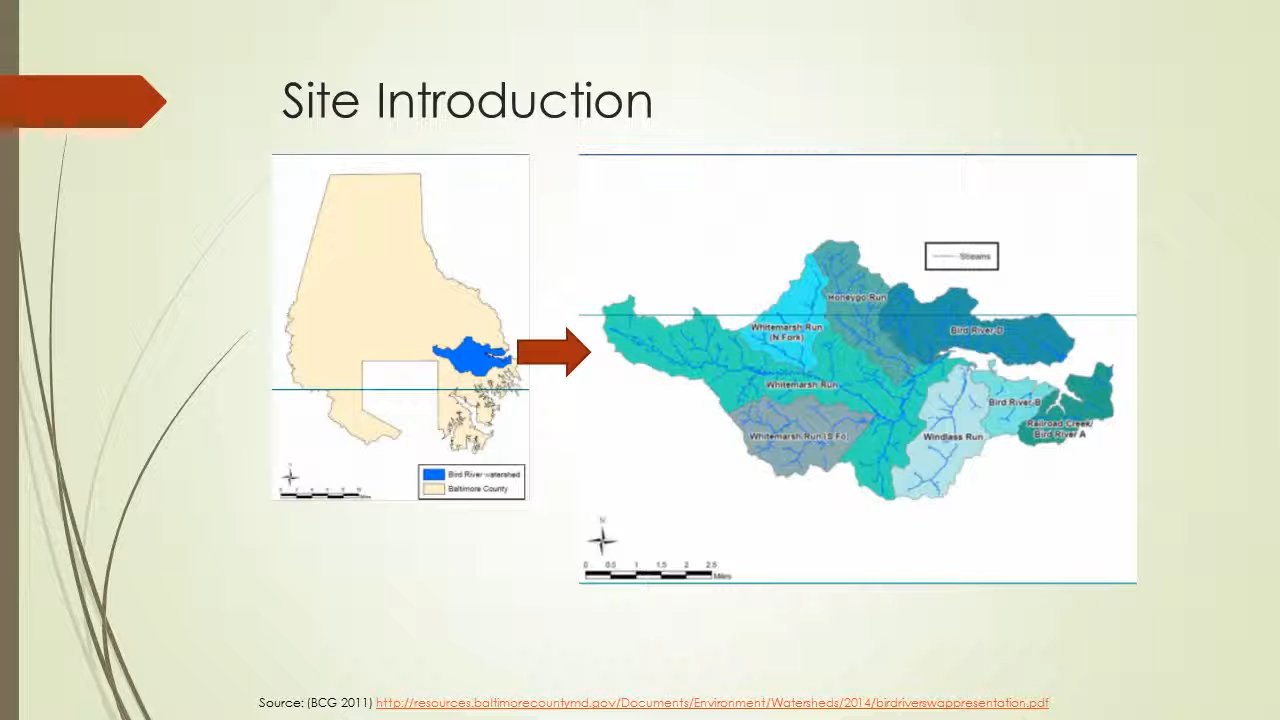 Site Introduction
Bird River watershed
Baltimore County
Streams
Honeygo Run
Whitemarsh Run
(N Fork)
Bird River-D
Whitemarsh Run
Bird River-B
Whitemarsh Run (S Fo)
Windlass Run
Railroad Creek/
Bird River A
N
0 0.5 1 1.5 2 2.5
Miles
Source: (BCG 2011) http://resources.baltimorecountymd.gov/Documents/Environment/Watersheds/2014/birdriverswappresentation.pdf